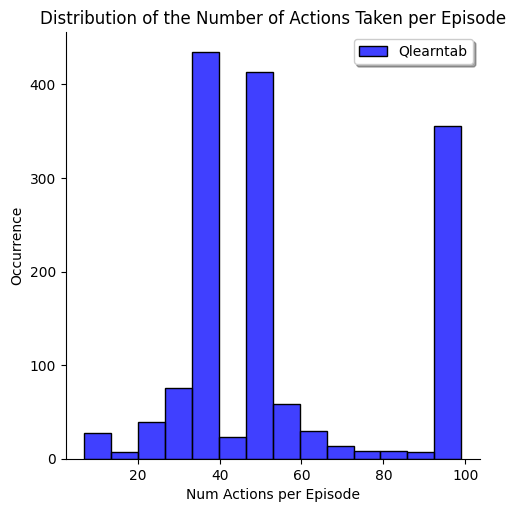 Distribution of the Number of Actions Taken per Episode
Qlearntab
400
300
200
100
0
Occurrence
20 40 60 80 100
Num Actions per Episode